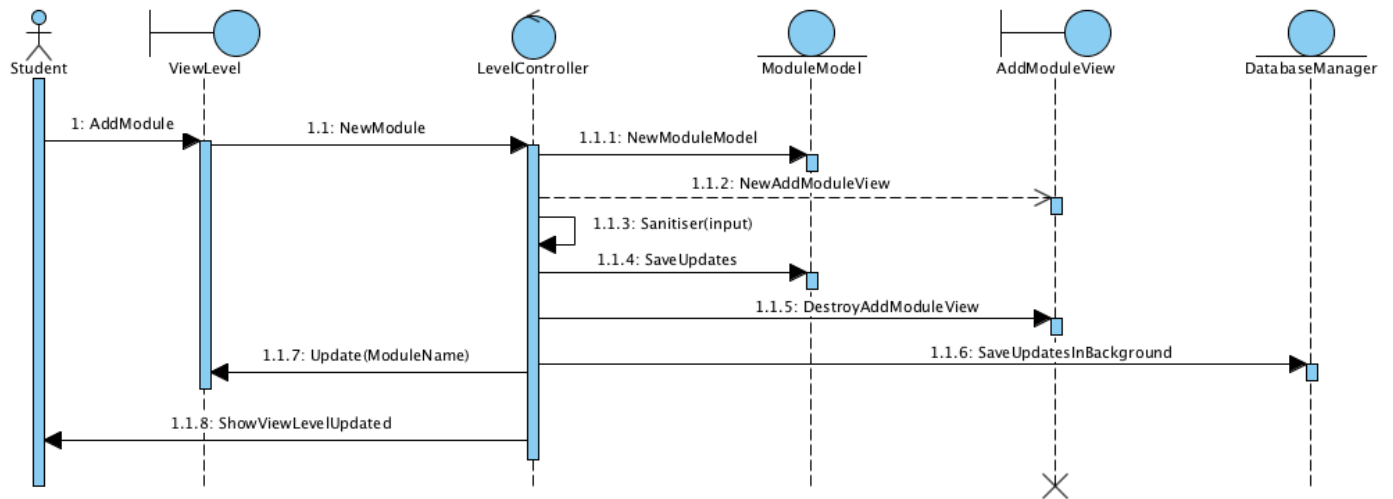 Student
ViewLevel
LevelController
ModuleModel
AddModuleView
DatabaseManager
1: AddModule
1.1: NewModule
1.1.1: NewModuleModel
1.1.2: NewAddModuleView
1.1.3: Sanitiser(input)
1.1.4: SaveUpdates
1.1.5: DestroyAddModuleView
1.1.7: Update(ModuleName)
1.1.6: SaveUpdatesInBackground
1.1.8: ShowViewLevelUpdated